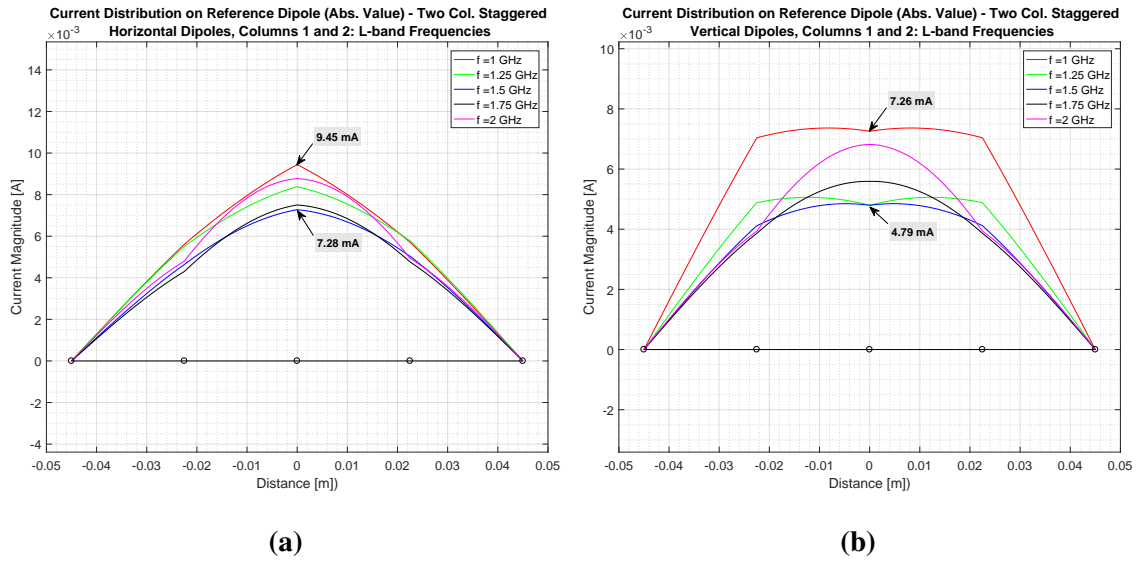 Current Distribution on Reference Dipole (Abs. Value) - Two Col. Staggered
Horizontal Dipoles, Columns 1 and 2: L-band Frequencies
×10⁻³
14
12
10
8
6
4
2
0
-2
-4
Current Magnitude [A]
f =1 GHz
f =1.25 GHz
f =1.5 GHz
f =1.75 GHz
f =2 GHz
9.45 mA
7.28 mA
-0.05 -0.04 -0.03 -0.02 -0.01 0 0.01 0.02 0.03 0.04 0.05
Distance [m])
(a)
Current Distribution on Reference Dipole (Abs. Value) - Two Col. Staggered
Vertical Dipoles, Columns 1 and 2: L-band Frequencies
×10⁻³
10
8
6
4
2
0
-2
Current Magnitude [A]
f =1 GHz
f =1.25 GHz
f =1.5 GHz
f =1.75 GHz
f =2 GHz
7.26 mA
4.79 mA
-0.05 -0.04 -0.03 -0.02 -0.01 0 0.01 0.02 0.03 0.04 0.05
Distance [m])
(b)